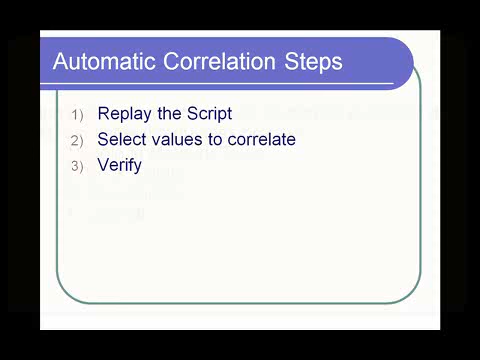 Automatic Correlation Steps
1) Replay the Script
2) Select values to correlate
3) Verify